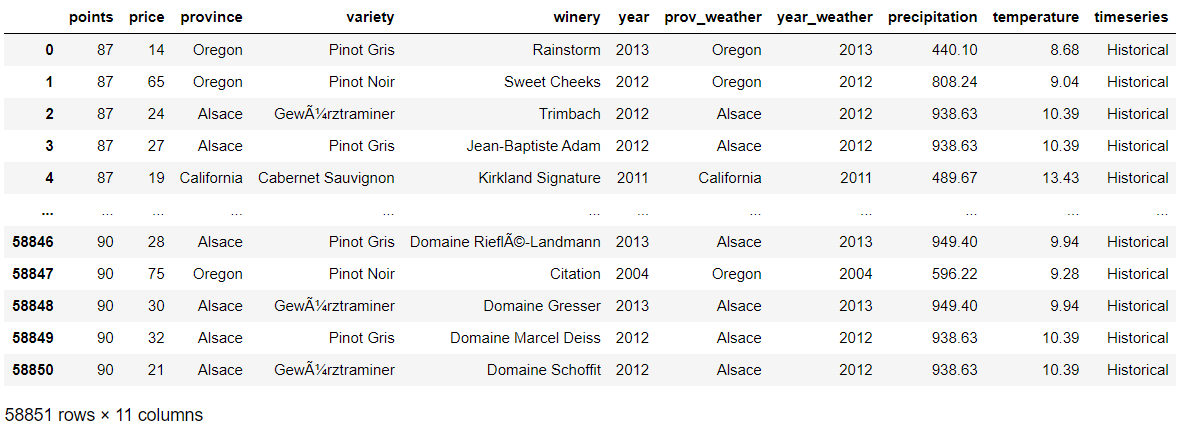 points price province variety winery year prov_weather year_weather precipitation temperature timeseries
0 87 14 Oregon Pinot Gris Rainstorm 2013 Oregon 2013 440.10 8.68 Historical
1 87 65 Oregon Pinot Noir Sweet Cheeks 2012 Oregon 2012 808.24 9.04 Historical
2 87 24 Alsace GewÃ¼rztraminer Trimbach 2012 Alsace 2012 938.63 10.39 Historical
3 87 27 Alsace Pinot Gris Jean-Baptiste Adam 2012 Alsace 2012 938.63 10.39 Historical
4 87 19 California Cabernet Sauvignon Kirkland Signature 2011 California 2011 489.67 13.43 Historical
... ... ... ... ... ... ... ... ... ... ... ...
58846 90 28 Alsace Pinot Gris Domaine RieflÃ©-Landmann 2013 Alsace 2013 949.40 9.94 Historical
58847 90 75 Oregon Pinot Noir Citation 2004 Oregon 2004 596.22 9.28 Historical
58848 90 30 Alsace GewÃ¼rztraminer Domaine Gresser 2013 Alsace 2013 949.40 9.94 Historical
58849 90 32 Alsace Pinot Gris Domaine Marcel Deiss 2012 Alsace 2012 938.63 10.39 Historical
58850 90 21 Alsace GewÃ¼rztraminer Domaine Schoffit 2012 Alsace 2012 938.63 10.39 Historical
58851 rows × 11 columns